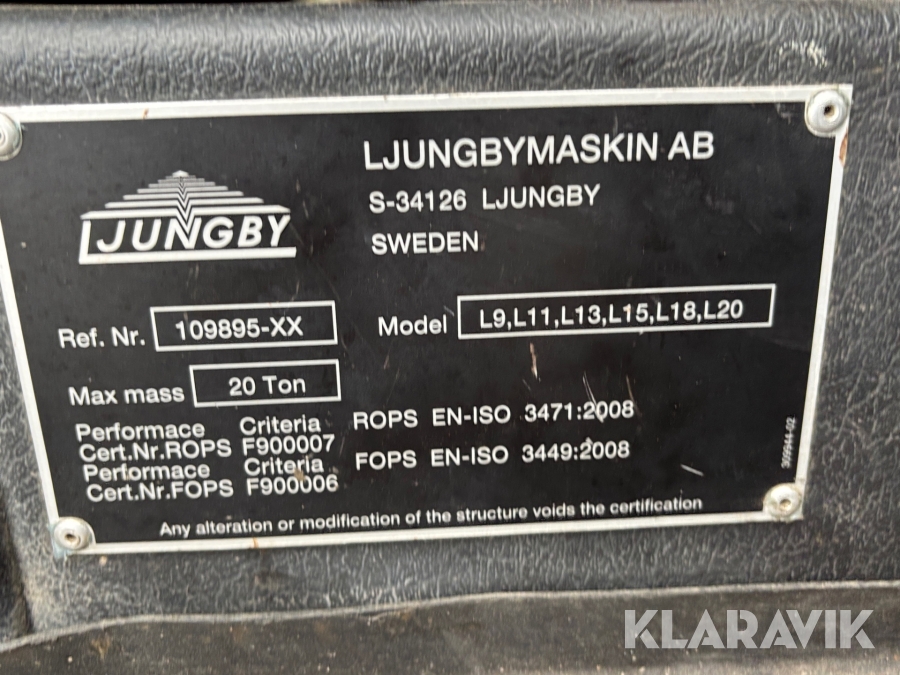 LJUNGBY
LJUNGBYMASKIN AB
S-34126 LJUNGBY
SWEDEN
Ref. Nr. 109895-XX
Model L9,L11,L13,L15,L18,L20
Max mass 20 Ton
Performace Criteria ROPS EN-ISO 3471:2008
Cert.Nr.ROPS F900007
Performace Criteria FOPS EN-ISO 3449:2008
Cert.Nr.FOPS F900006
309944-02
Any alteration or modification of the structure voids the certification
KLARAVIK